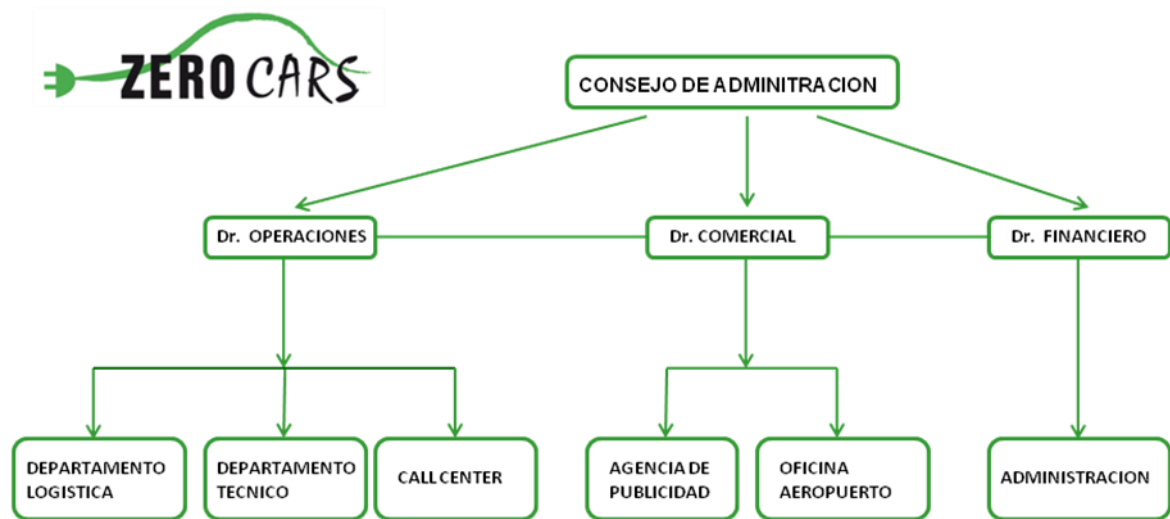 ZERO CARS
CONSEJO DE ADMINITRACION
Dr. OPERACIONES
Dr. COMERCIAL
Dr. FINANCIERO
DEPARTAMENTO
LOGISTICA
DEPARTAMENTO
TECNICO
CALL CENTER
AGENCIA DE
PUBLICIDAD
OFICINA
AEROPUERTO
ADMINISTRACION